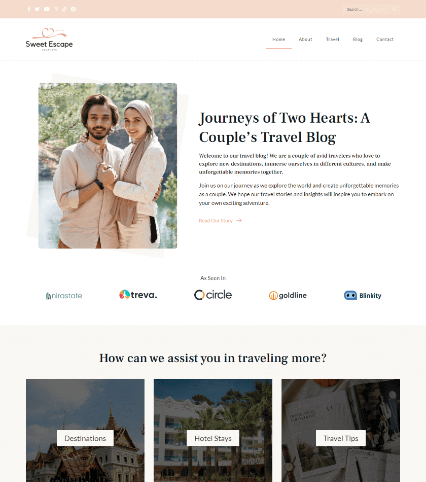 Search...
Sweet Escape
Home About Travel Blog Contact
Journeys of Two Hearts: A
Couple's Travel Blog
Welcome to our travel blog! We are a couple of avid travelers who love to
explore new destinations, immerse ourselves in different cultures, and make
unforgettable memories together.
Join us on our journey as we explore the world and create unforgettable memories
as a couple. We hope our travel stories and insights will inspire you to embark on
your own exciting adventure.
Read Our Story
As Seen In
nirastate treva. circle goldline Blinkity
How can we assist you in traveling more?
Destinations Hotel Stays Travel Tips